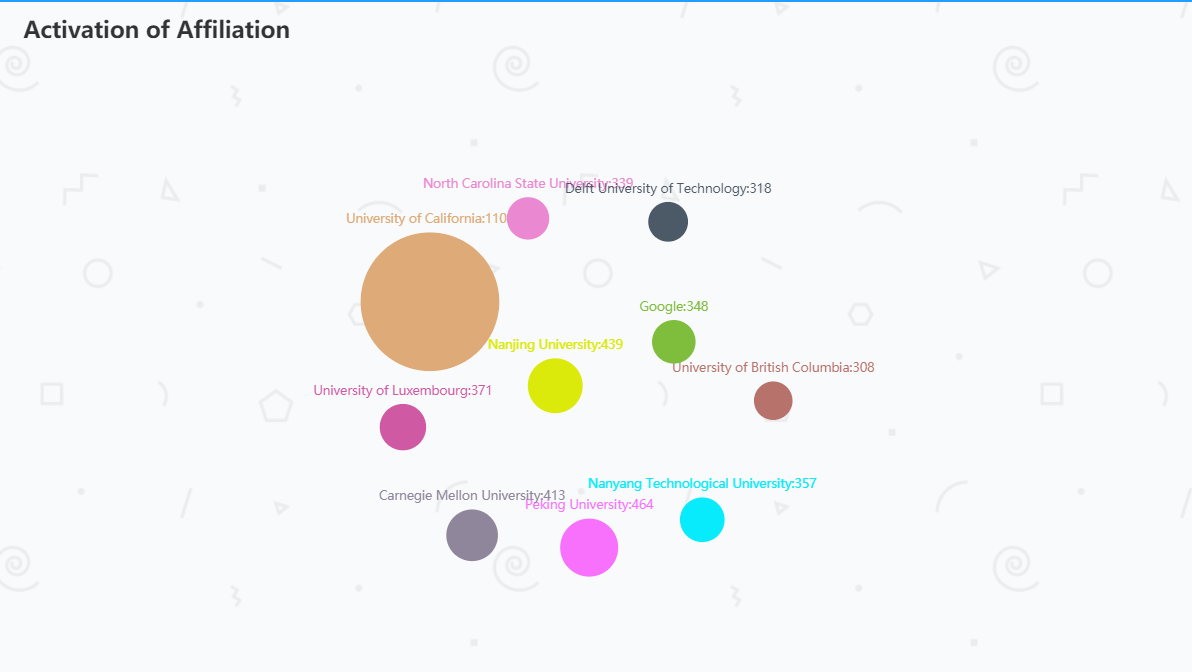 Activation of Affiliation
North Carolina State University:339
Delft University of Technology:318
University of California:110
Google:348
Nanjing University:439
University of British Columbia:308
University of Luxembourg:371
Nanyang Technological University:357
Carnegie Mellon University:413
Peking University:464